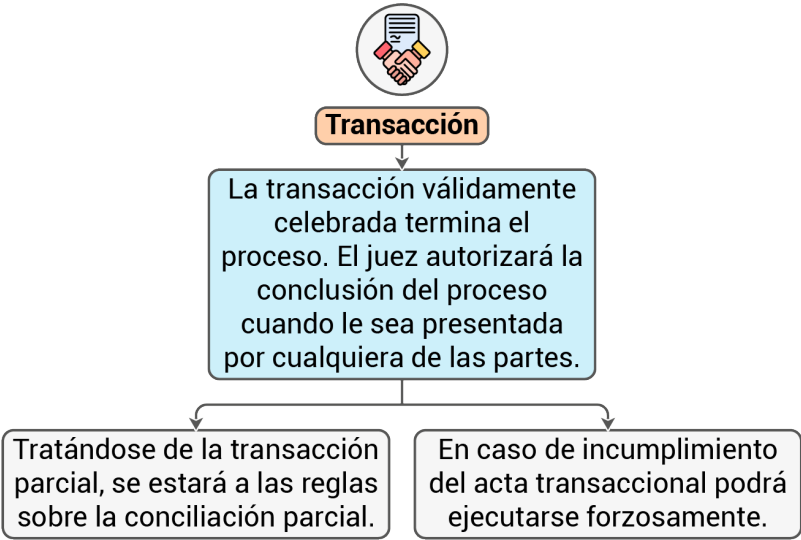 Transacción
La transacción válidamente
celebrada termina el
proceso. El juez autorizará la
conclusión del proceso
cuando le sea presentada
por cualquiera de las partes.
Tratándose de la transacción
parcial, se estará a las reglas
sobre la conciliación parcial.
En caso de incumplimiento
del acta transaccional podrá
ejecutarse forzosamente.